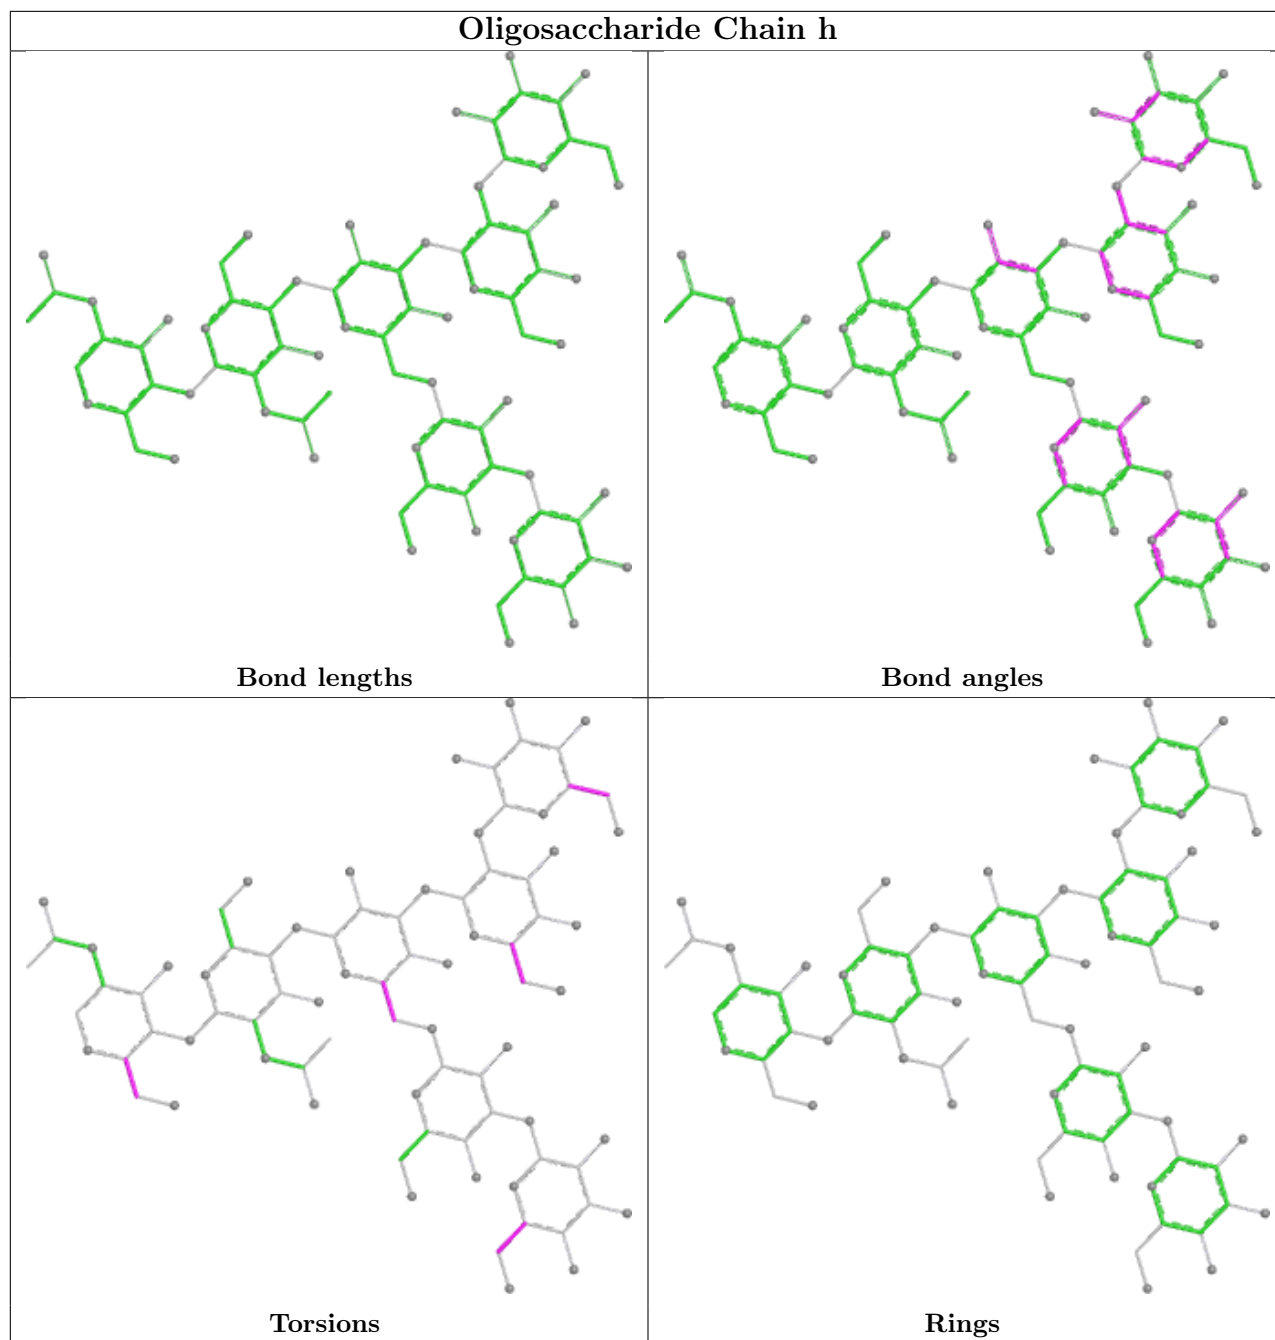 Oligosaccharide Chain h
Bond lengths
Bond angles
Torsions
Rings